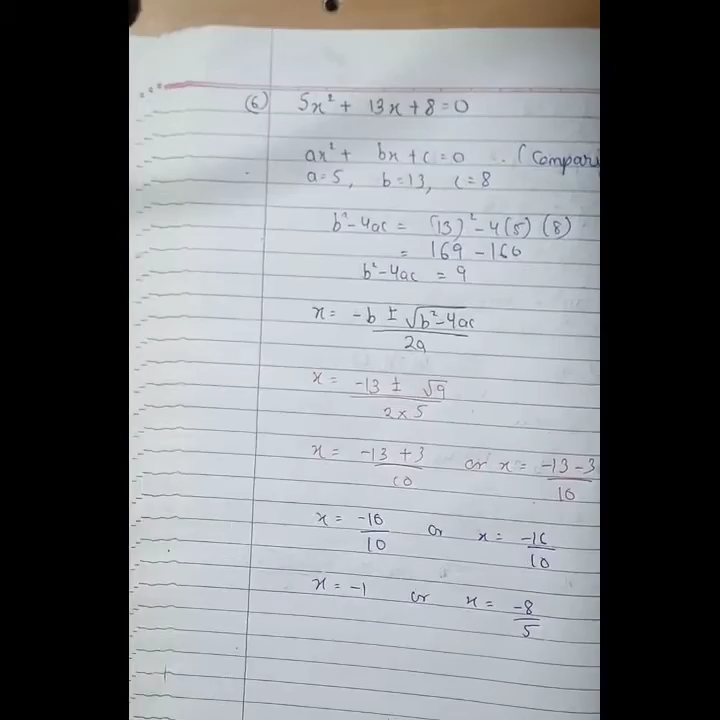 (6) 5x² + 13x + 8 = 0
ax² + bx + c = 0 . (Compari
a = 5, b = 13, c = 8
b² - 4ac = (13)² - 4(5)(8)
= 169 - 160
b² - 4ac = 9
x = -b ± √b² - 4ac / 2a
x = -13 ± √9 / 2 × 5
x = -13 + 3 / 10 or x = -13 - 3 / 10
x = -10 / 10 or x = -16 / 10
x = -1 or x = -8 / 5